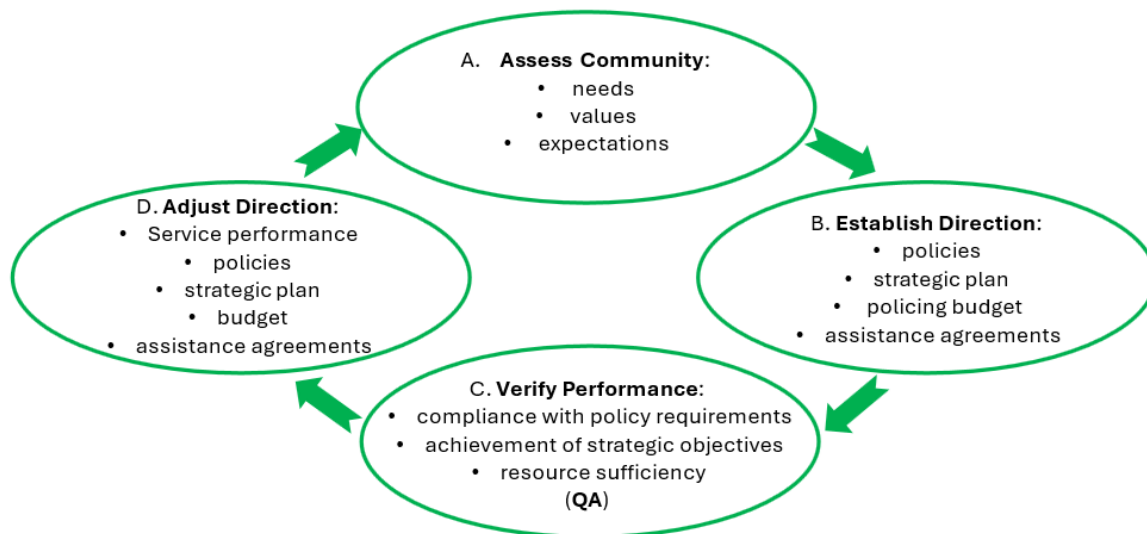 A. Assess Community:
• needs
• values
• expectations
B. Establish Direction:
• policies
• strategic plan
• policing budget
• assistance agreements
C. Verify Performance:
• compliance with policy requirements
• achievement of strategic objectives
• resource sufficiency
(QA)
D. Adjust Direction:
• Service performance
• policies
• strategic plan
• budget
• assistance agreements